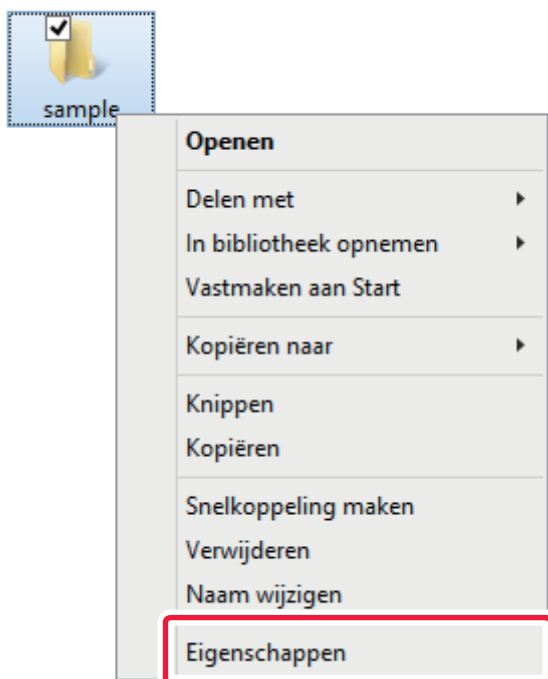 sample
Openen
Delen met
In bibliotheek opnemen
Vastmaken aan Start
Kopiëren naar
Knippen
Kopiëren
Snelkoppeling maken
Verwijderen
Naam wijzigen
Eigenschappen